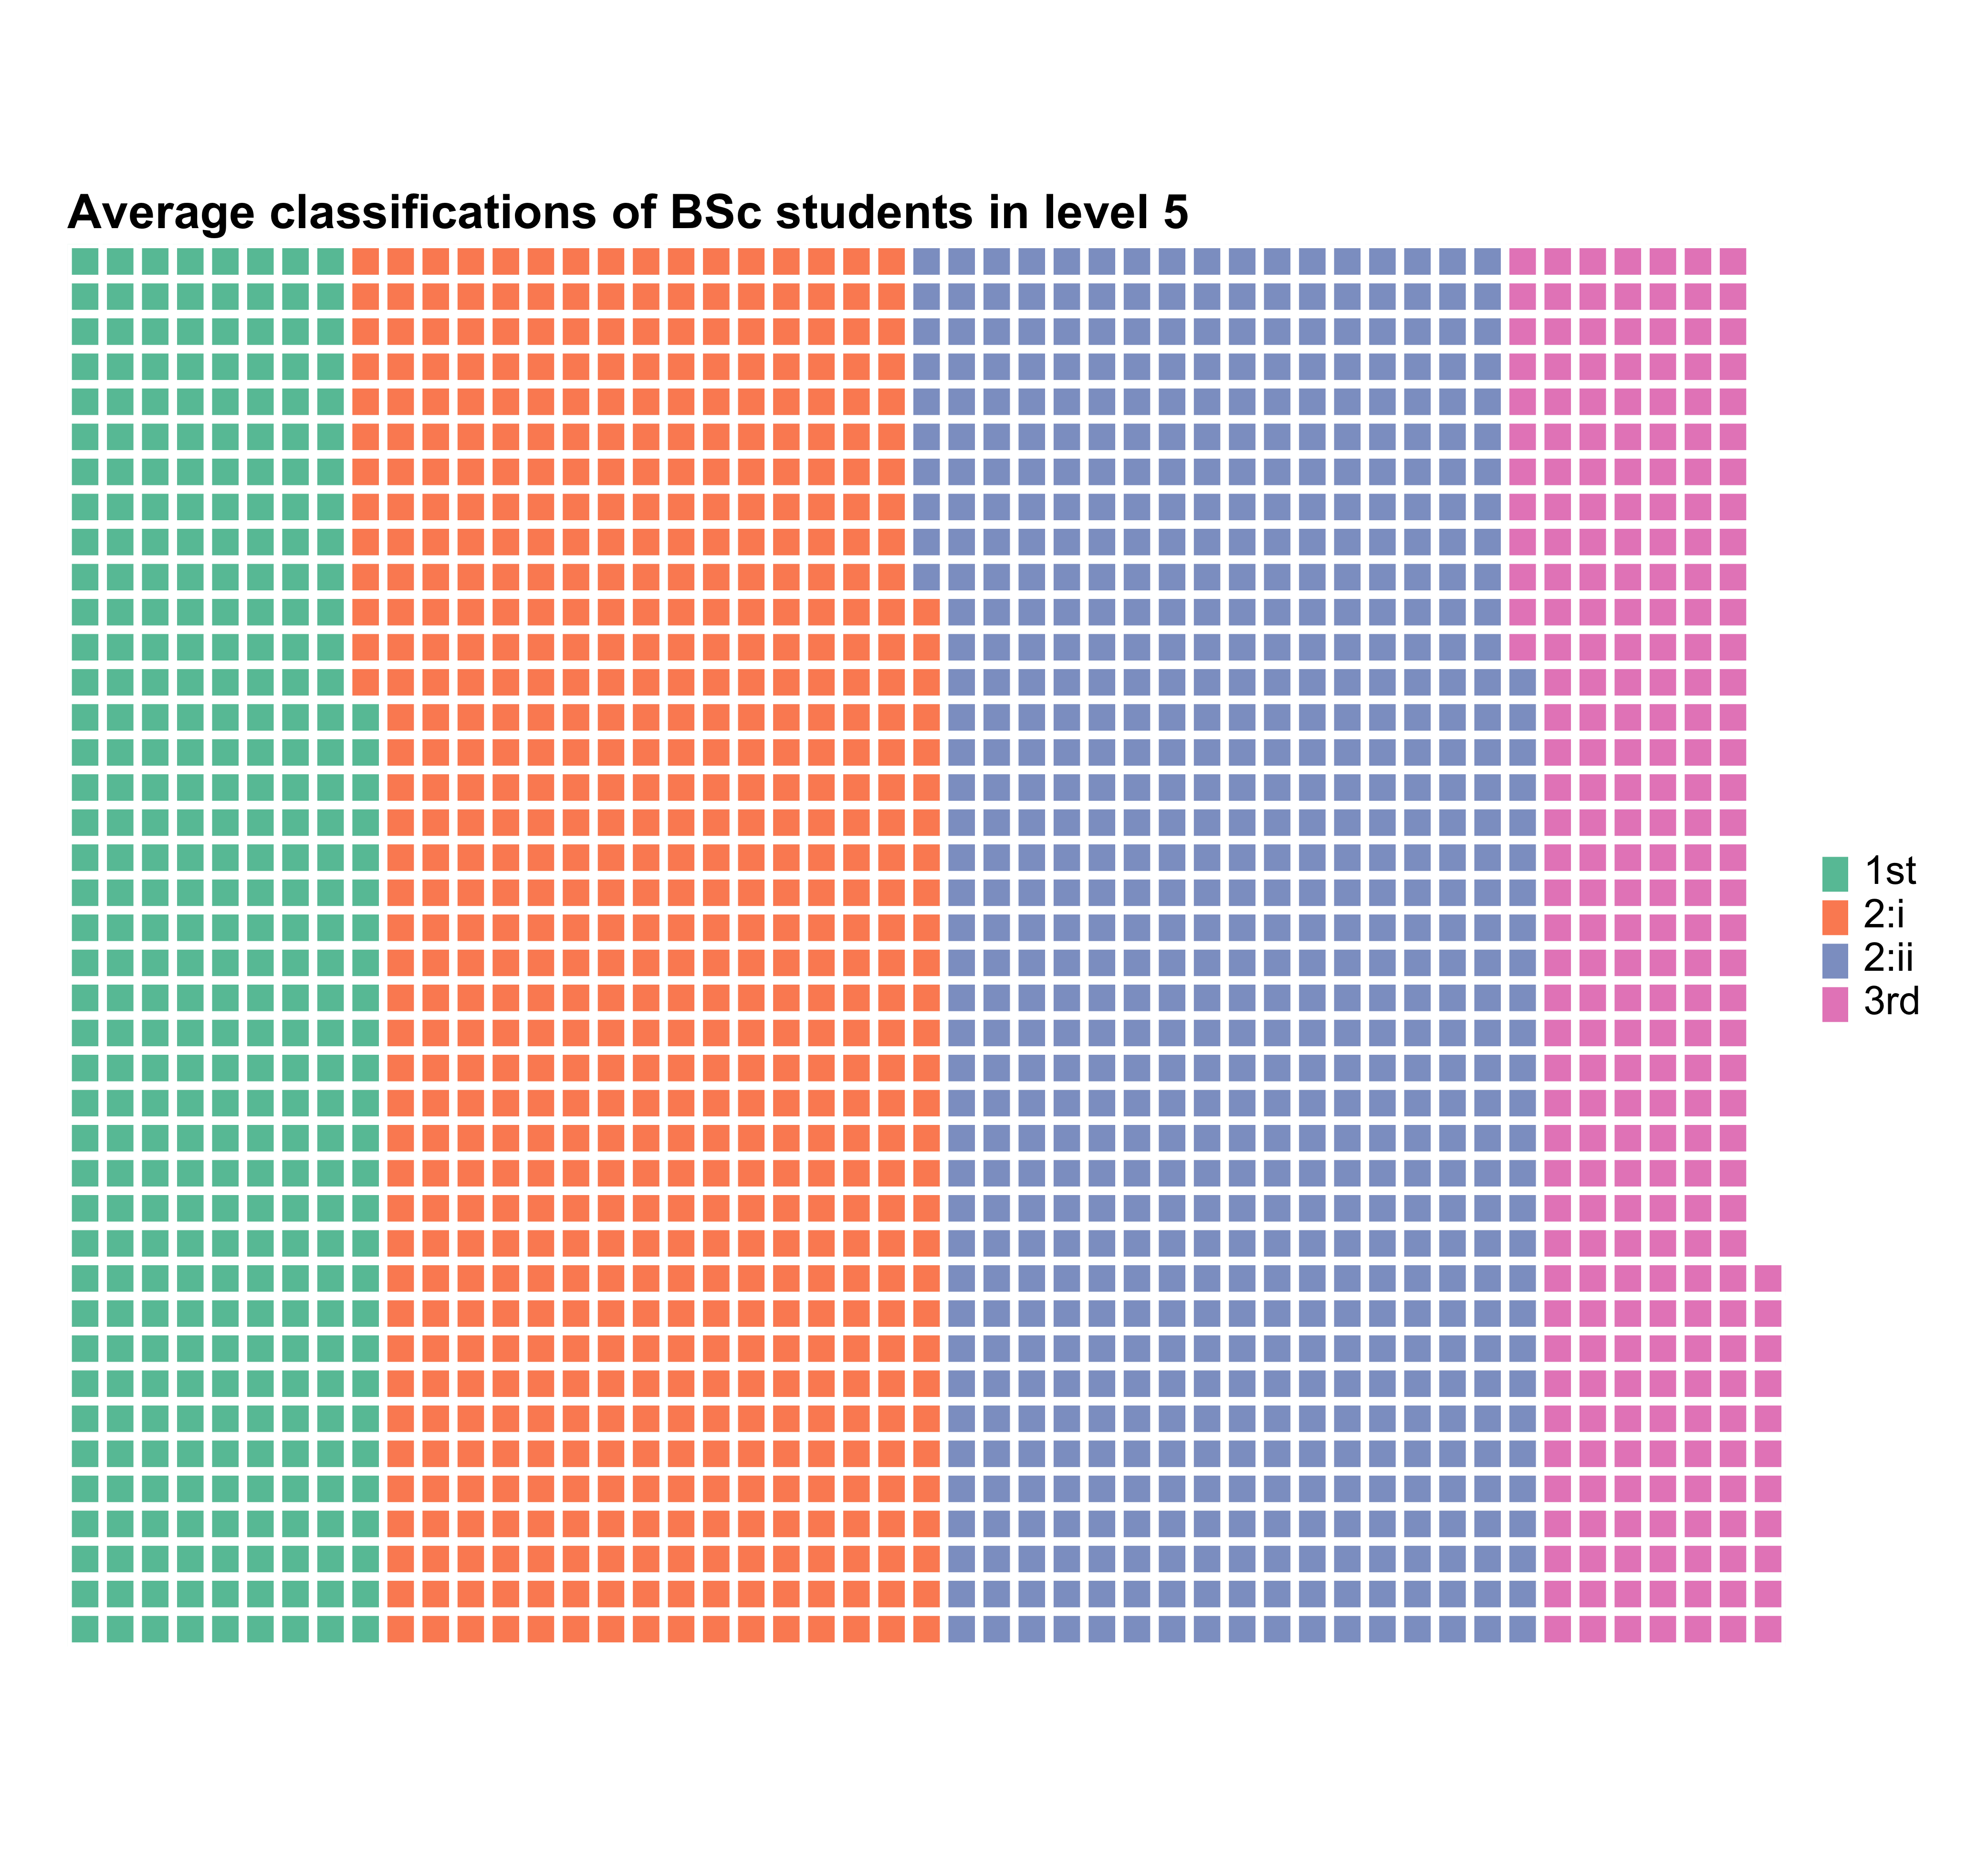 Average classifications of BSc students in level 5
1st
2:i
2:ii
3rd